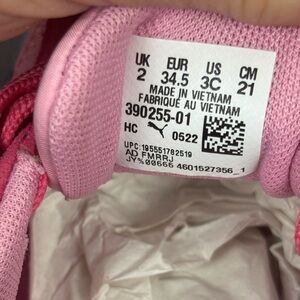 UK EUR US CM
2 34.5 3C 21
MADE IN VIETNAM
FABRIQUÉ AU VIETNAM
390255-01
HC 0522
UPC:195551782519
AD FMRRJ
JY%00666 4601527356_1